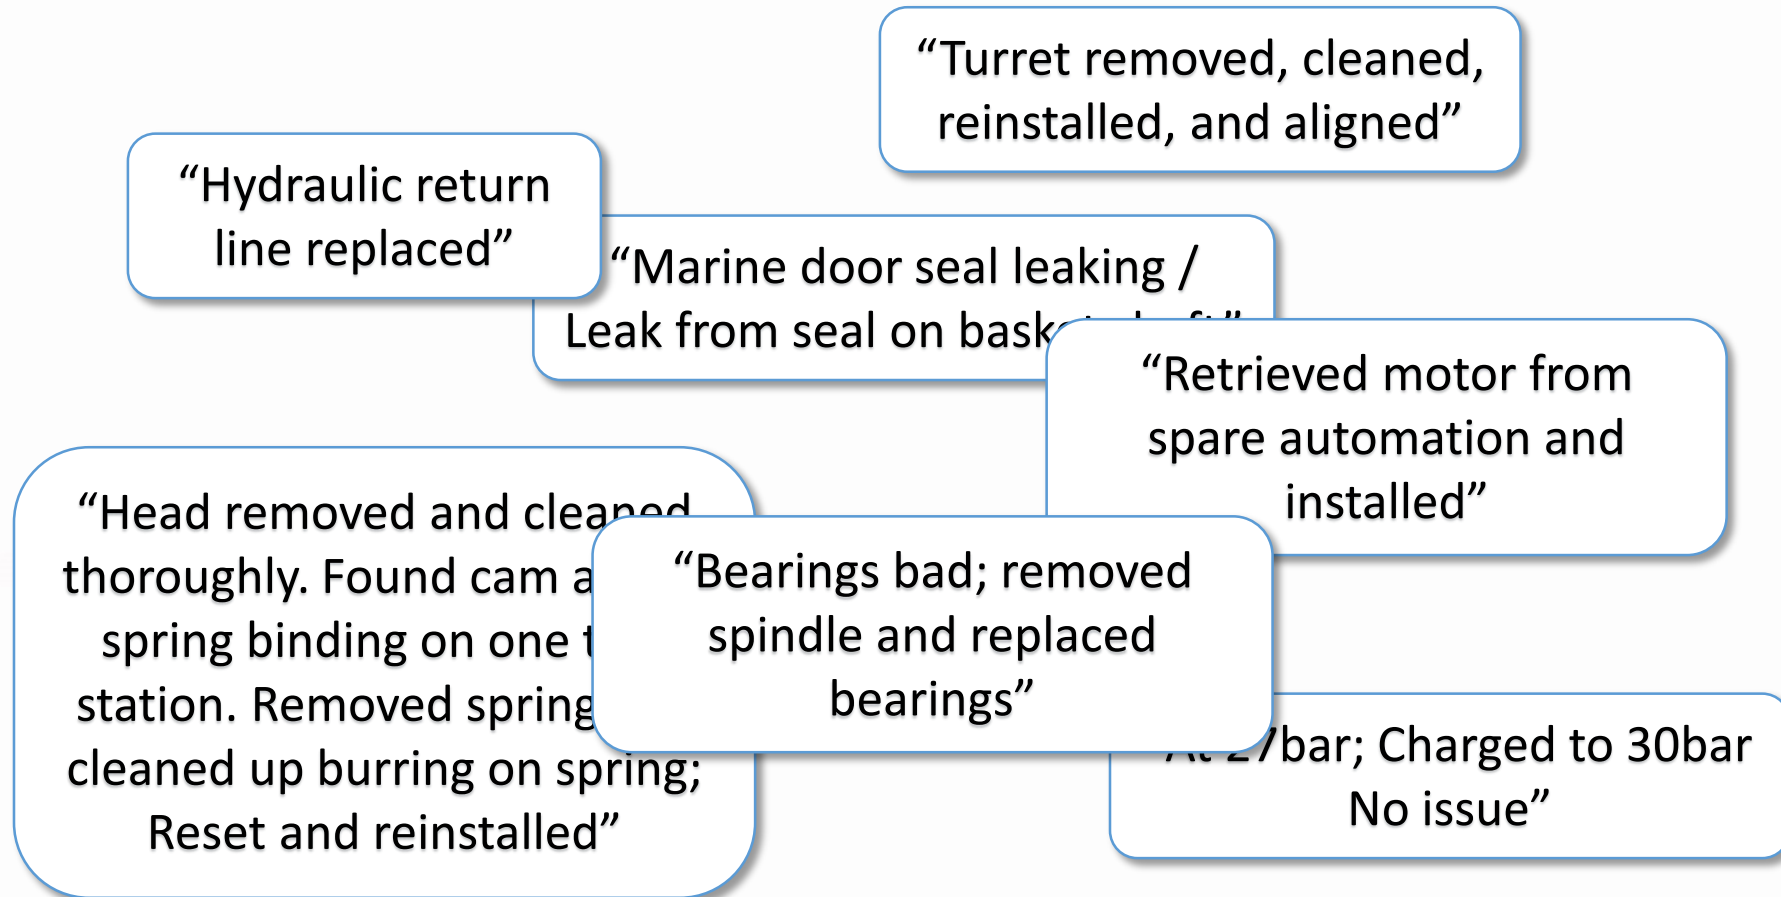 “Turret removed, cleaned,
reinstalled, and aligned”
“Hydraulic return
line replaced”
“Marine door seal leaking /
Leak from seal on
“Retrieved motor from
spare automation and
installed”
“Head removed and cleaned
thoroughly. Found cam
spring binding on one
station. Removed spring
cleaned up burring on spring;
Reset and reinstalled”
“Bearings bad; removed
spindle and replaced
bearings”
27bar; Charged to 30bar
No issue”